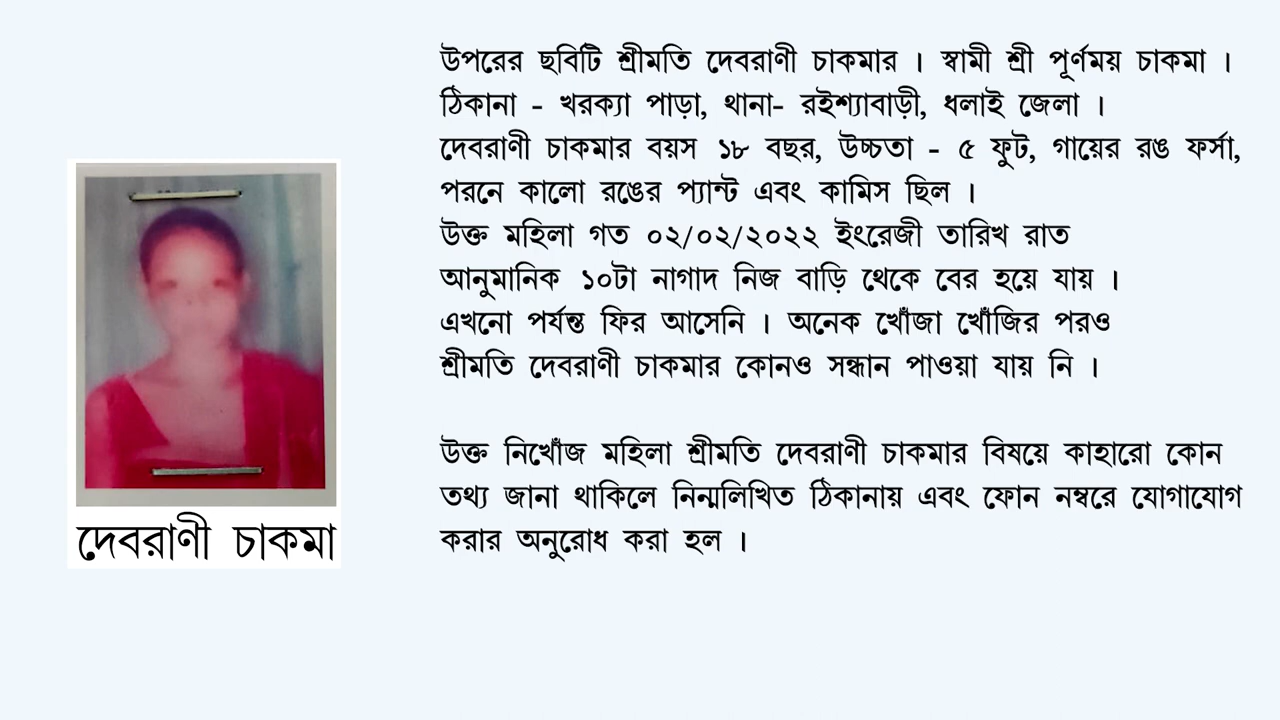 উপরের ছবিটি শ্রীমতি দেবরাণী চাকমার । স্বামী শ্রী পূর্ণময় চাকমা ।
ঠিকানা - খরক্যা পাড়া, থানা- রইশ্যাবাড়ী, ধলাই জেলা ।
দেবরাণী চাকমার বয়স ১৮ বছর, উচ্চতা - ৫ ফুট, গায়ের রঙ ফর্সা,
পরনে কালো রঙের প্যান্ট এবং কামিস ছিল ।
উক্ত মহিলা গত ০২/০২/২০২২ ইংরেজী তারিখ রাত
আনুমানিক ১০টা নাগাদ নিজ বাড়ি থেকে বের হয়ে যায় ।
এখনো পর্যন্ত ফির আসেনি । অনেক খোঁজা খোঁজির পরও
শ্রীমতি দেবরাণী চাকমার কোনও সন্ধান পাওয়া যায় নি ।
উক্ত নিখোঁজ মহিলা শ্রীমতি দেবরাণী চাকমার বিষয়ে কাহারো কোন
তথ্য জানা থাকিলে নিন্মলিখিত ঠিকানায় এবং ফোন নম্বরে যোগাযোগ
করার অনুরোধ করা হল ।
দেবরাণী চাকমা